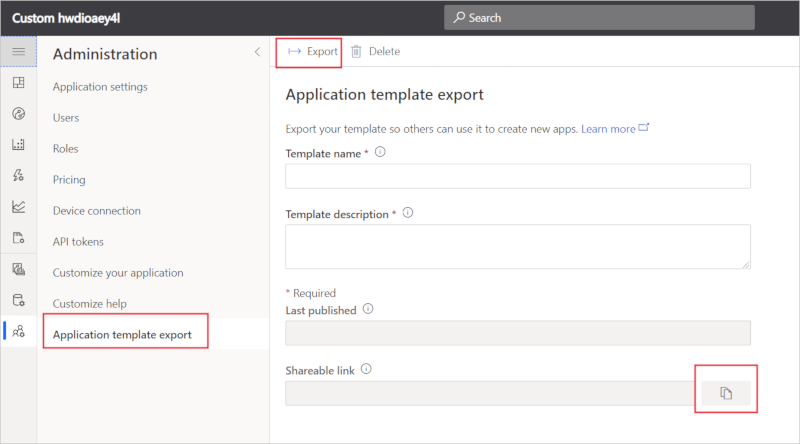 Custom hwdioaey4l
Search
Administration
Application settings
Users
Roles
Pricing
Device connection
API tokens
Customize your application
Customize help
Application template export
Export
Delete
Application template export
Export your template so others can use it to create new apps. Learn more
Template name *
Template description *
* Required
Last published
Shareable link